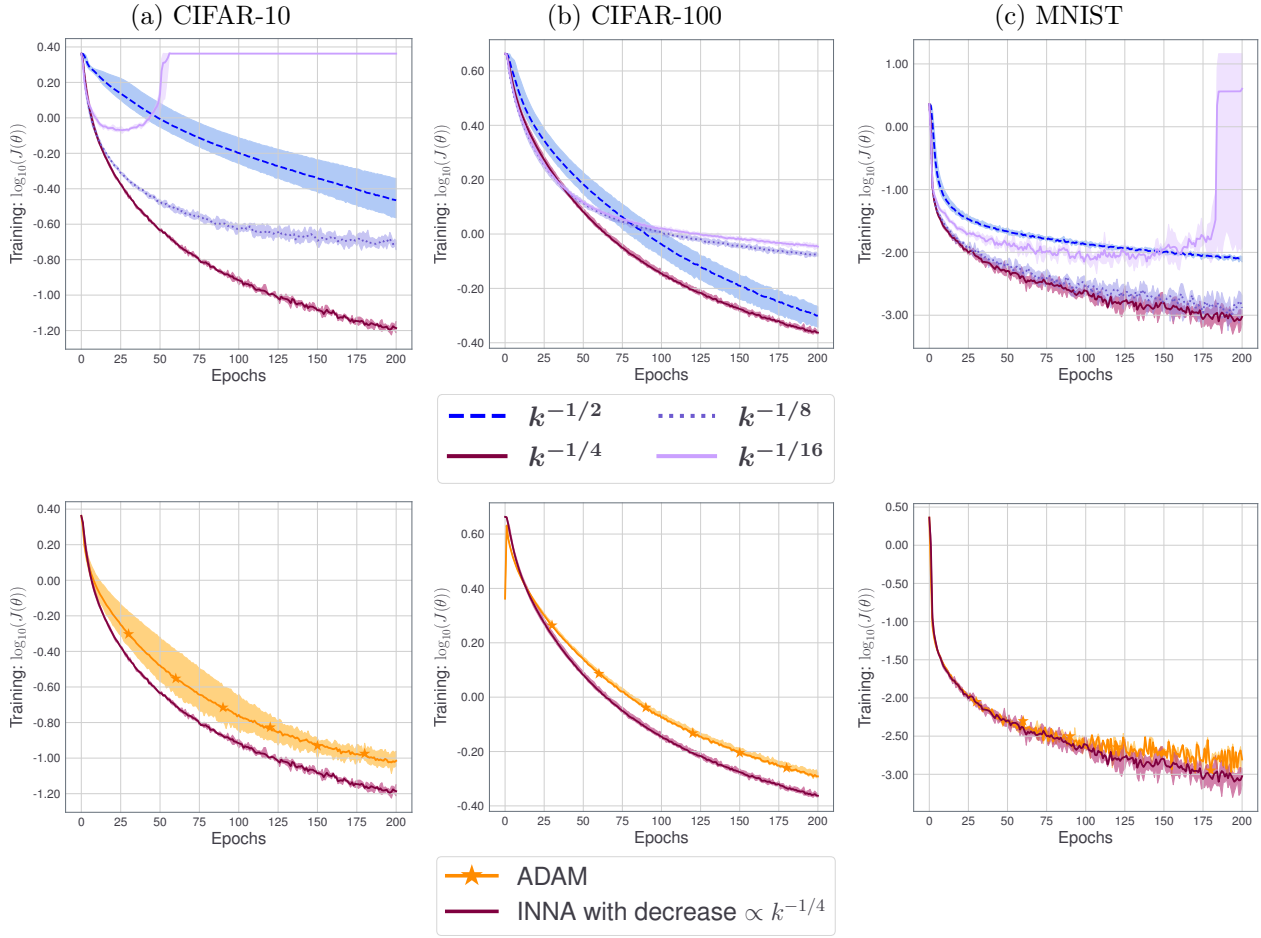 (a) CIFAR-10
(b) CIFAR-100
(c) MNIST
0.40
0.20
0.00
-0.20
-0.40
-0.60
-0.80
-1.00
-1.20
Training: log₁₀(J(θ))
0 25 50 75 100 125 150 175 200
Epochs
0.60
0.40
0.20
0.00
-0.20
-0.40
Training: log₁₀(J(θ))
0 25 50 75 100 125 150 175 200
Epochs
1.00
0.00
-1.00
-2.00
-3.00
Training: log₁₀(J(θ))
0 25 50 75 100 125 150 175 200
Epochs
k^{-1/2} k^{-1/8}
k^{-1/4} k^{-1/16}
0.40
0.20
0.00
-0.20
-0.40
-0.60
-0.80
-1.00
-1.20
Training: log₁₀(J(θ))
0 25 50 75 100 125 150 175 200
Epochs
0.60
0.40
0.20
0.00
-0.20
-0.40
Training: log₁₀(J(θ))
0 25 50 75 100 125 150 175 200
Epochs
0.50
0.00
-0.50
-1.00
-1.50
-2.00
-2.50
-3.00
Training: log₁₀(J(θ))
0 25 50 75 100 125 150 175 200
Epochs
ADAM
INNA with decrease ∝ k^{-1/4}